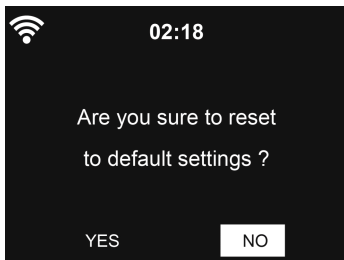 02:18
Are you sure to reset
to default settings ?
YES NO